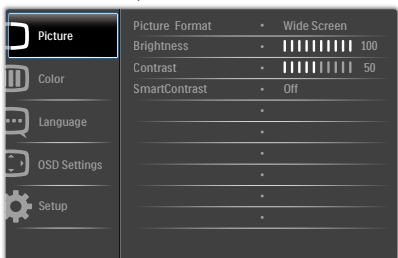 Picture
Color
Language
OSD Settings
Setup
Picture Format • Wide Screen
Brightness • 100
Contrast • 50
SmartContrast • Off
•
•
•
•
•
•